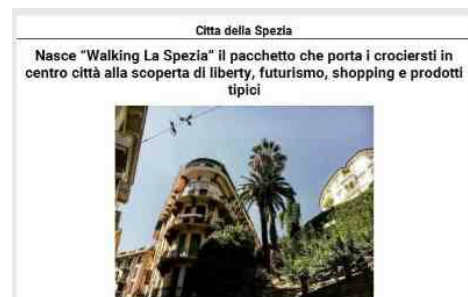 Citta della Spezia
Nasce “Walking La Spezia” il pacchetto che porta i crociersti in
centro città alla scoperta di liberty, futurismo, shopping e prodotti
tipici